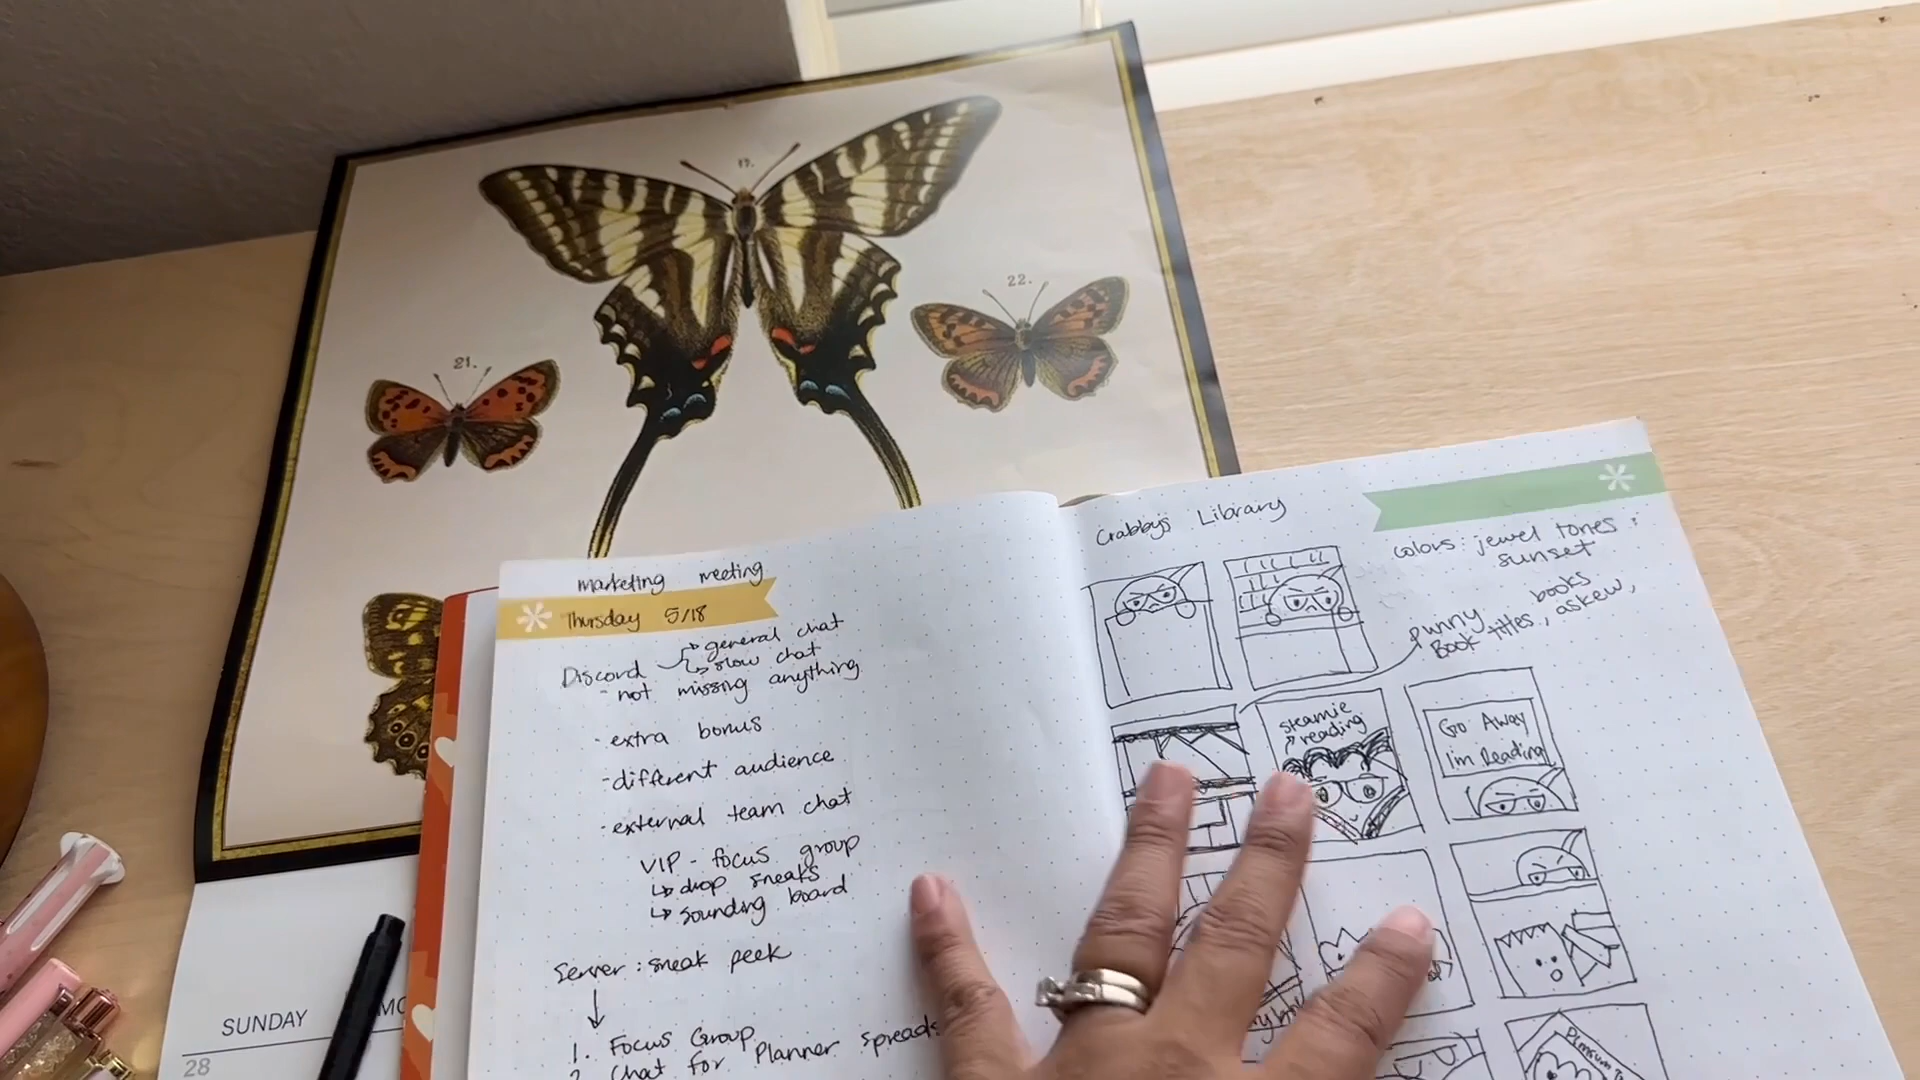 19.
22.
21.
marketing meeting
Thursday 5/18
Discord → general chat
↳ slow chat
- not missing anything
- extra bonus
- different audience
- external team chat
VIP - focus group
↳ drop sneaks
↳ sounding board
Server: sneak peek
1. Focus Group
2. Chat for Planner spreads
SUNDAY
28
Crabby's Library
colors: jewel tones
sunset
punny books
Book titles, askew,
steamie
reading
Go Away
I'm Reading